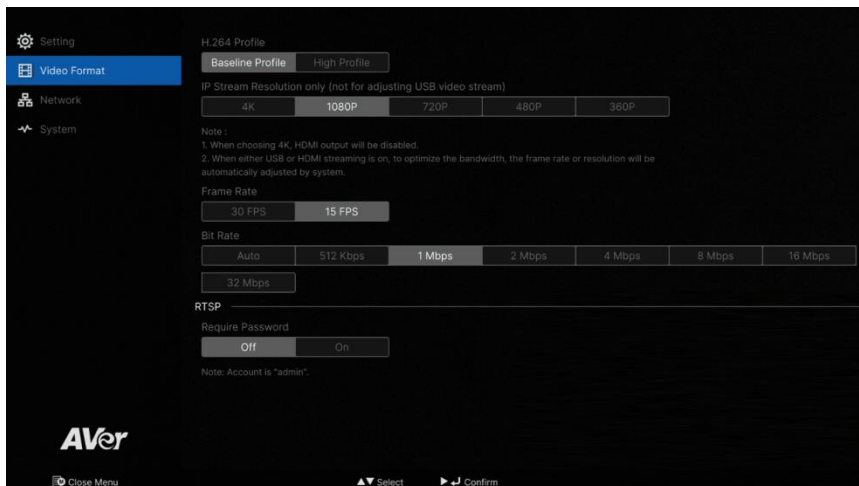 Setting
Video Format
Network
System
H.264 Profile
Baseline Profile High Profile
IP Stream Resolution only (not for adjusting USB video stream)
4K 1080P 720P 480P 360P
Note :
1. When choosing 4K, HDMI output will be disabled.
2. When either USB or HDMI streaming is on, to optimize the bandwidth, the frame rate or resolution will be
automatically adjusted by system.
Frame Rate
30 FPS 15 FPS
Bit Rate
Auto 512 Kbps 1 Mbps 2 Mbps 4 Mbps 8 Mbps 16 Mbps
32 Mbps
RTSP
Require Password
Off On
Note: Account is "admin".
AVer
Close Menu Select Confirm